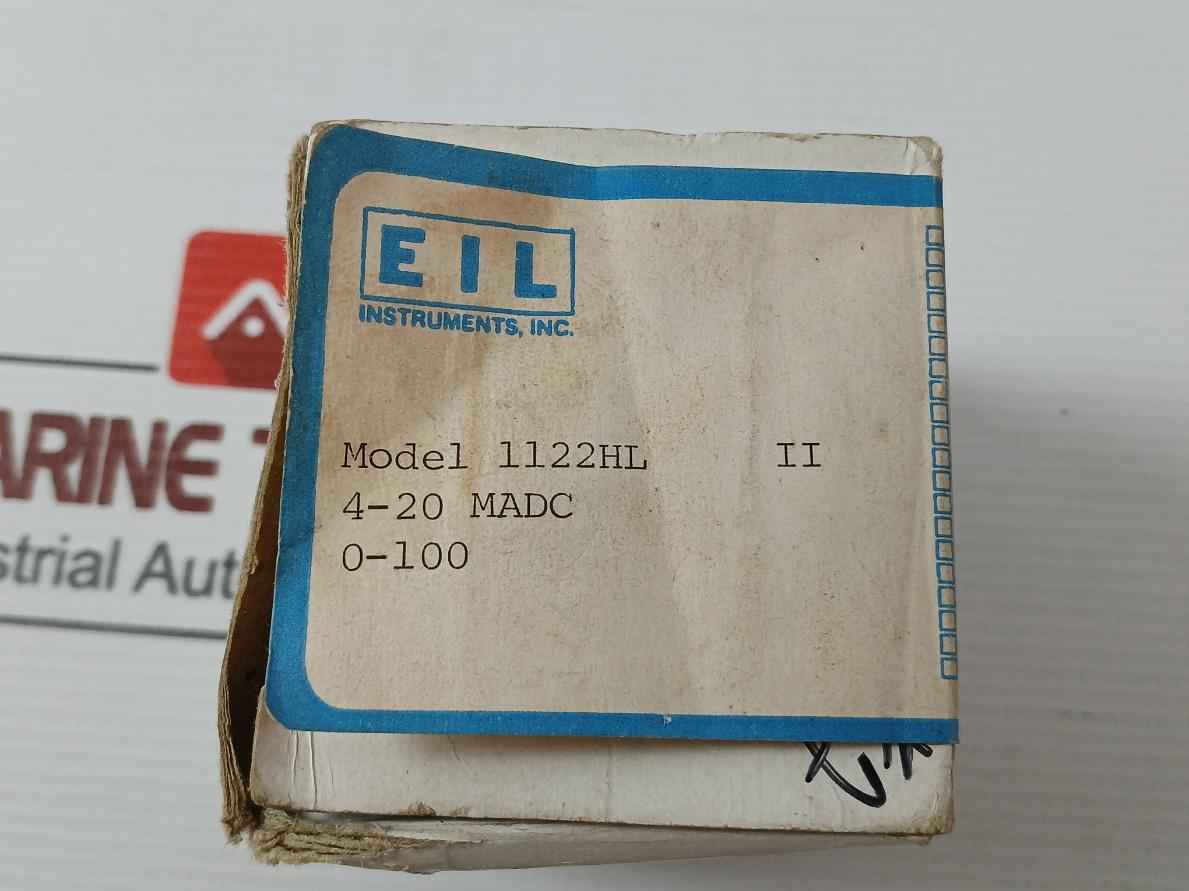 EIL
INSTRUMENTS, INC.
Model 1122HL II
4-20 MADC
0-100
ARINE
strial Aut